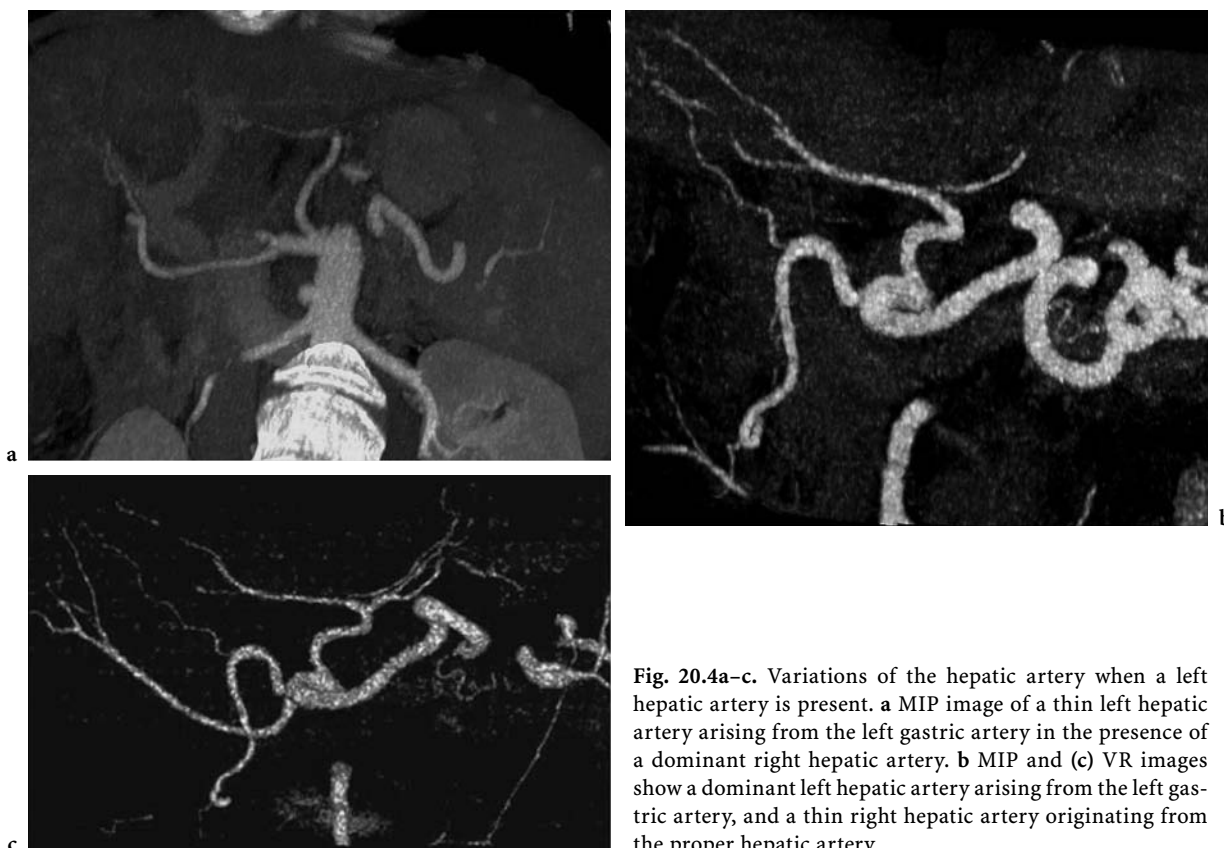 a
b
c
Fig. 20.4a–c. Variations of the hepatic artery when a left
hepatic artery is present. a MIP image of a thin left hepatic
artery arising from the left gastric artery in the presence of
a dominant right hepatic artery. b MIP and (c) VR images
show a dominant left hepatic artery arising from the left gas-
tric artery, and a thin right hepatic artery originating from
the proper hepatic artery